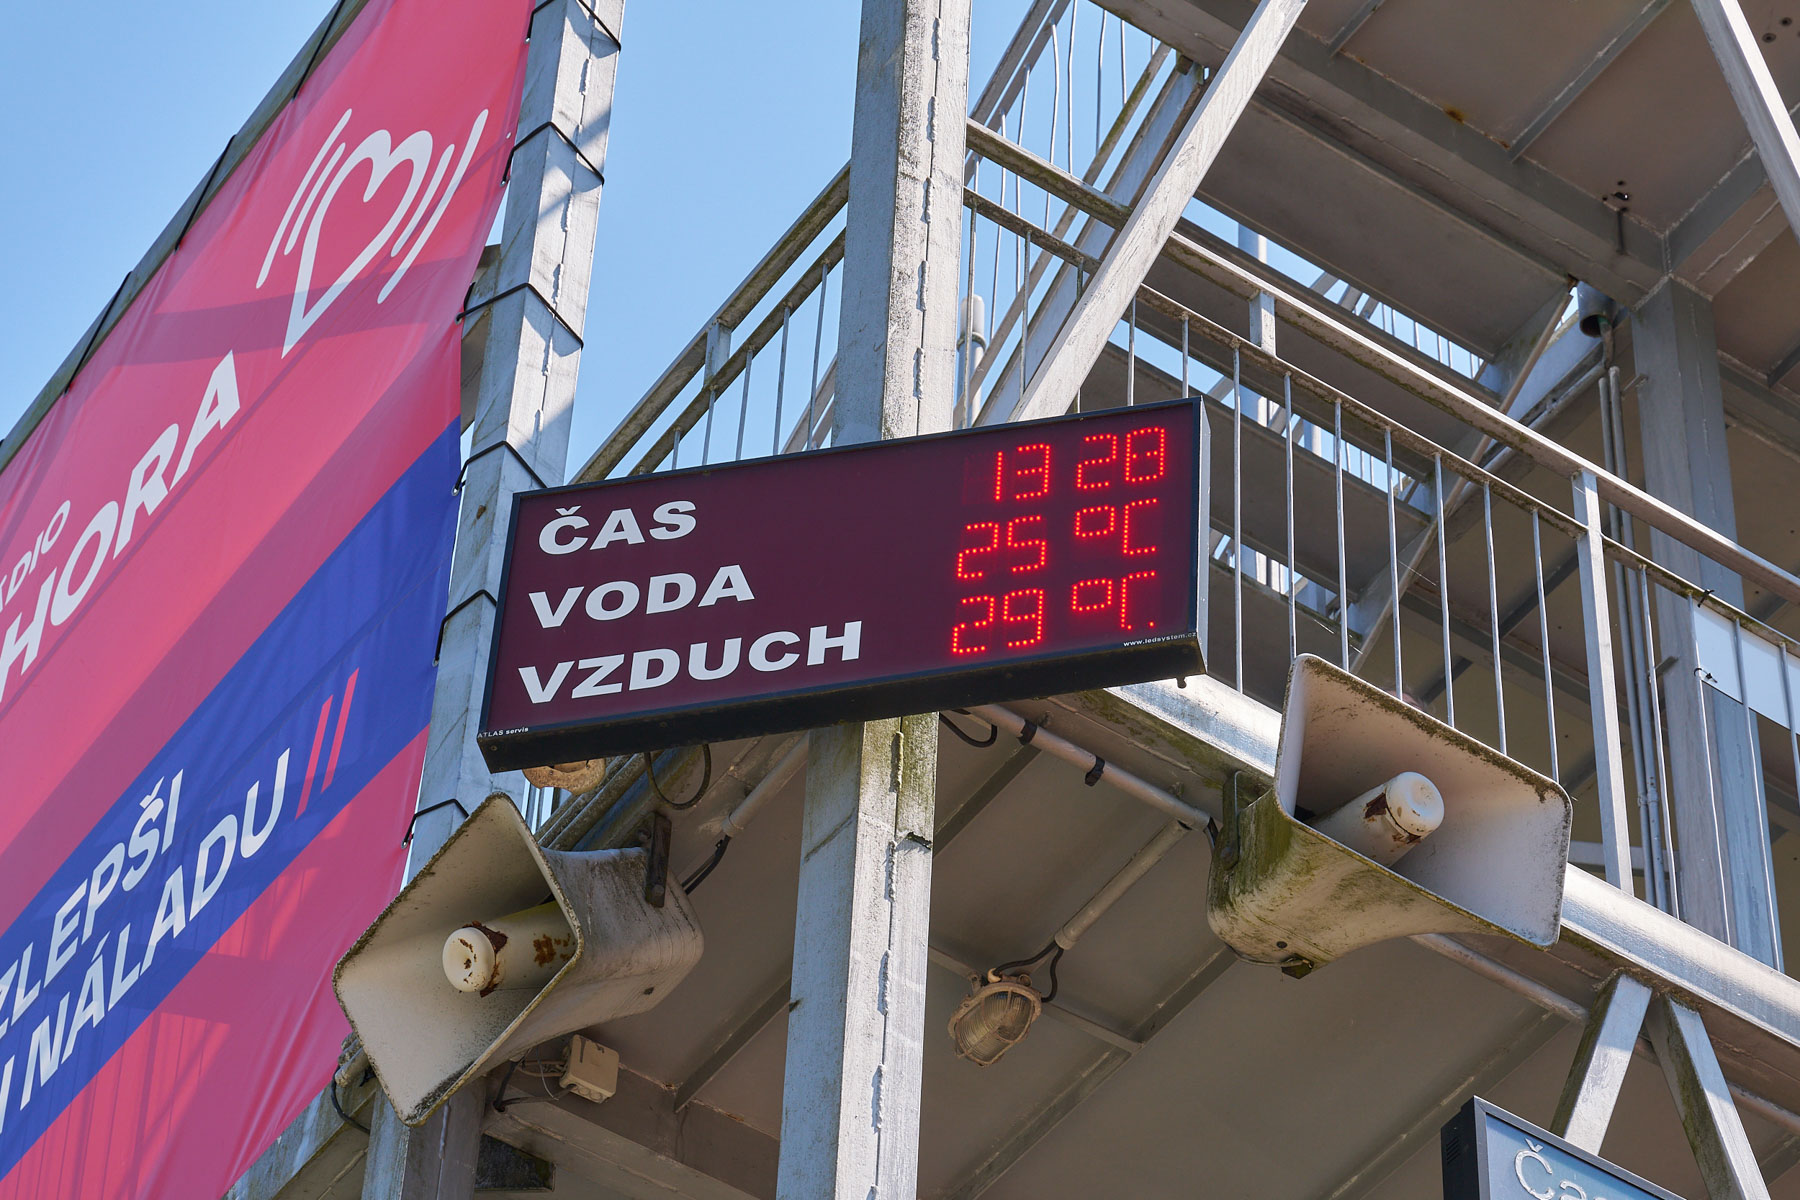 HORA
ZLEPŠÍ
NÁLADU //
ČAS 13 28
VODA 25 °C
VZDUCH 29 °C
www.ledsystem.cz
ATLAS servis